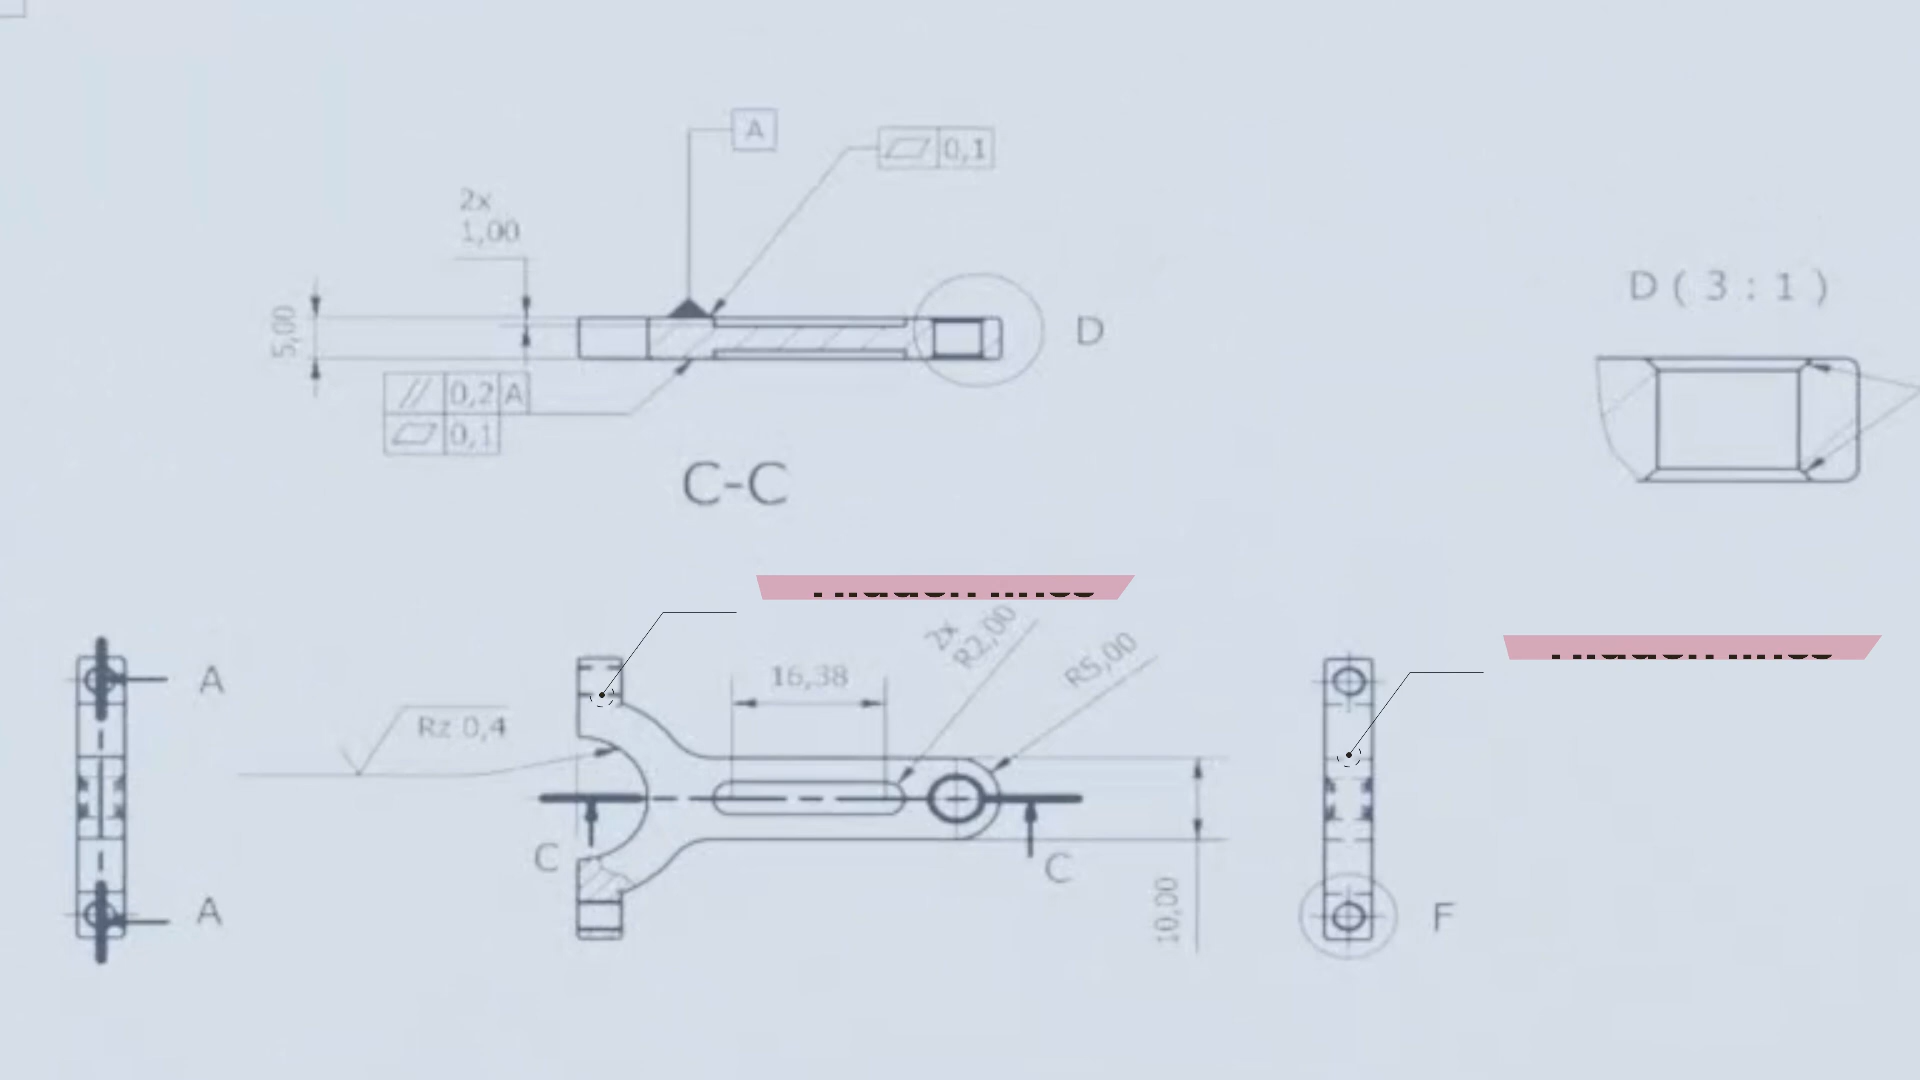 A
0,1
2x
1,00
5,00
D
D ( 3 : 1 )
// 0,2 A
0,1
C-C
2x
R2,00
R5,00
16,38
A
Rz 0,4
C
C
10,00
A
F